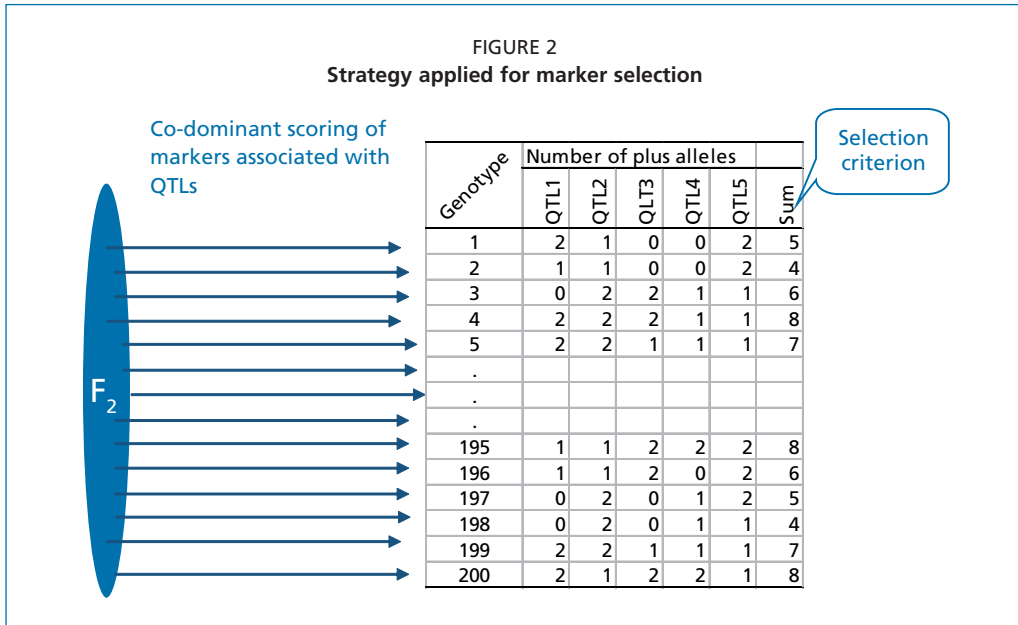 FIGURE 2
Strategy applied for marker selection
Co-dominant scoring of
markers associated with
QTLs
Selection
criterion
F2
Genotype Number of plus alleles
QTL1 QTL2 QLT3 QTL4 QTL5 Sum
1 2 1 0 0 2 5
2 1 1 0 0 2 4
3 0 2 2 1 1 6
4 2 2 2 1 1 8
5 2 2 1 1 1 7
.
.
.
195 1 1 2 2 2 8
196 1 1 2 0 2 6
197 0 2 0 1 2 5
198 0 2 0 1 1 4
199 2 2 1 1 1 7
200 2 1 2 2 1 8